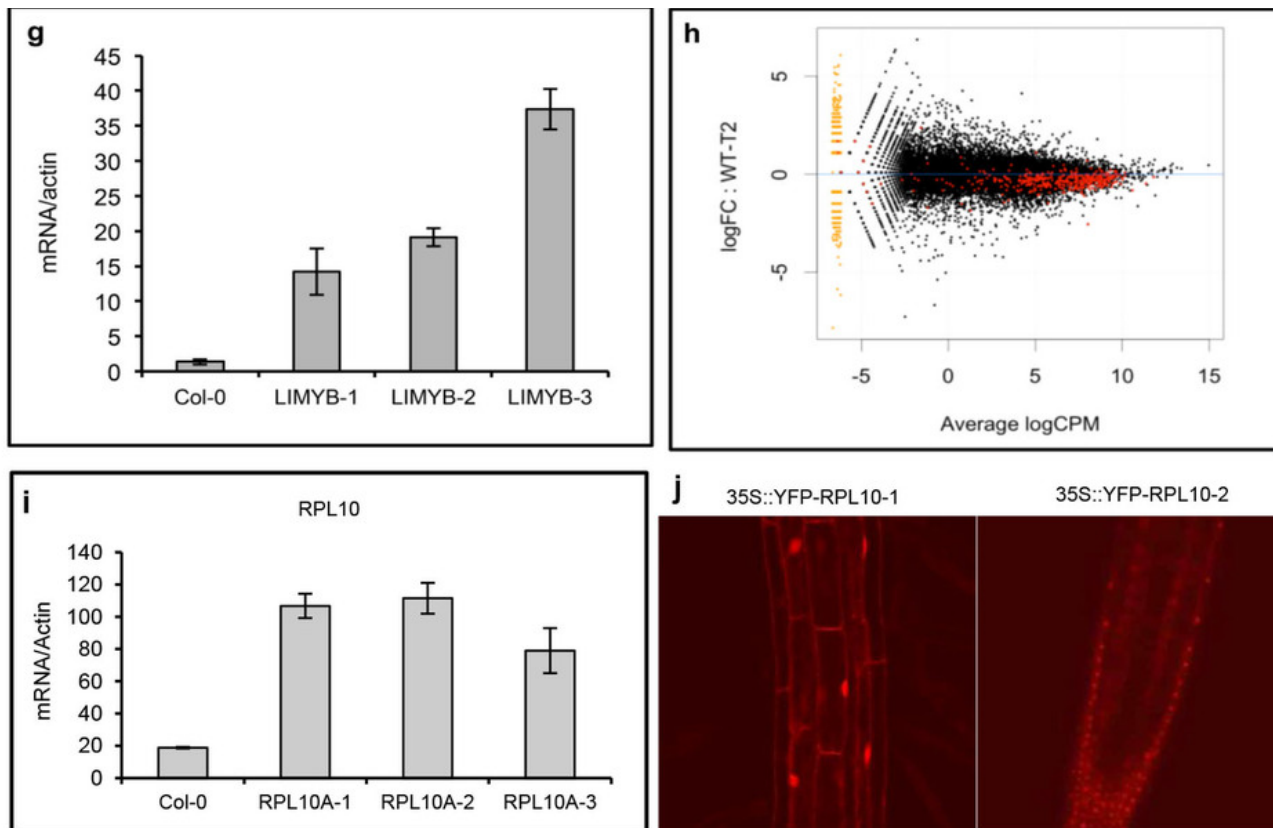 g
45
40
35
30
25
20
15
10
5
0
mRNA/actin
Col-0 LIMYB-1 LIMYB-2 LIMYB-3
h
5
0
-5
logFC : WT-T2
-5 0 5 10 15
Average logCPM
i
RPL10
140
120
100
80
60
40
20
0
mRNA/Actin
Col-0 RPL10A-1 RPL10A-2 RPL10A-3
j
35S::YFP-RPL10-1 35S::YFP-RPL10-2